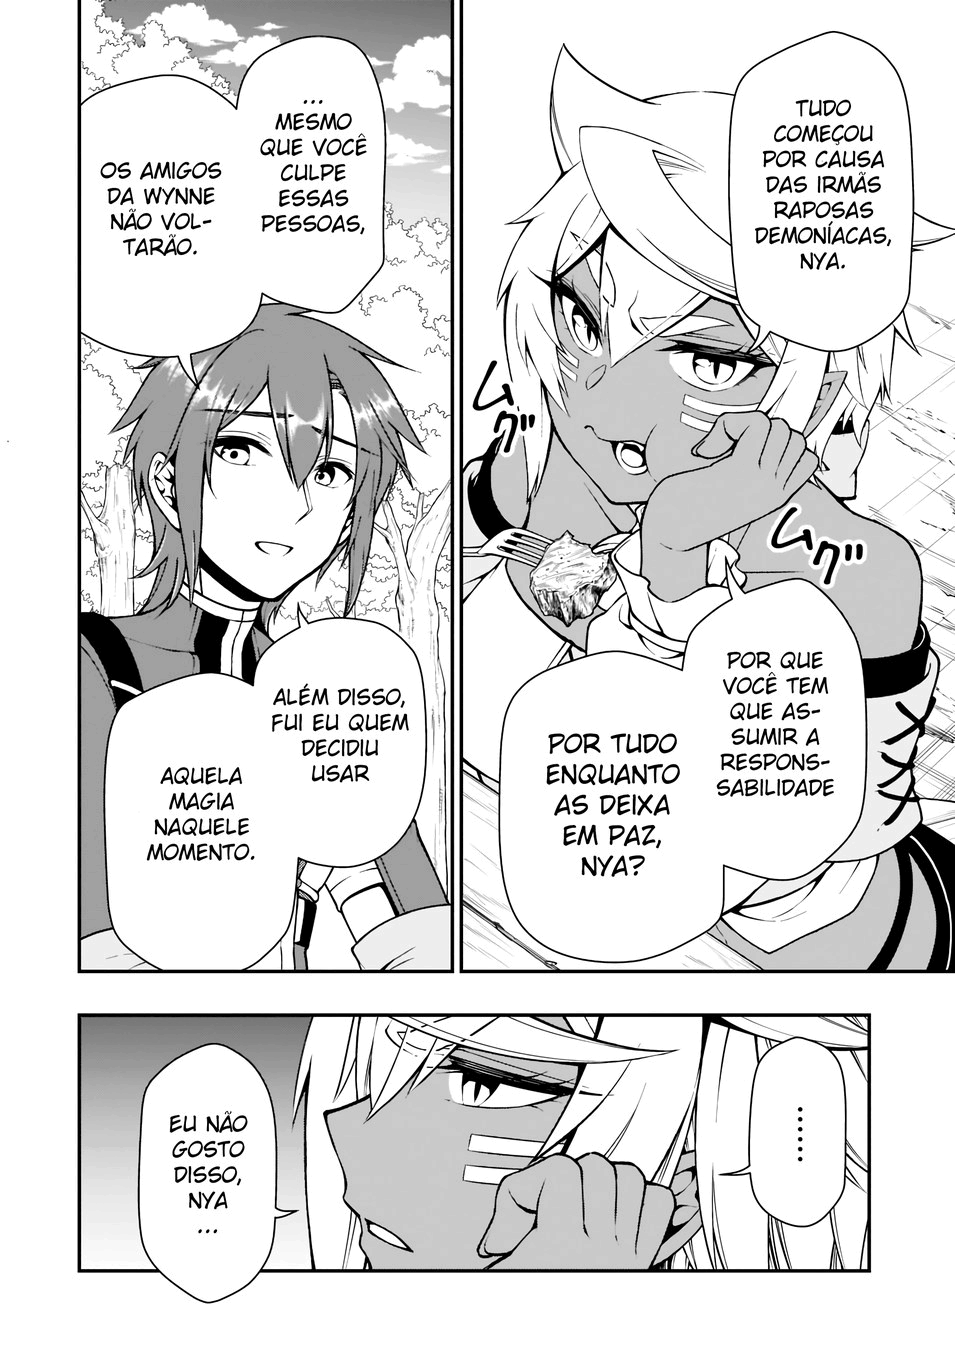 TUDO
COMEÇOU
POR CAUSA
DAS IRMÃS
RAPOSAS
DEMONÍACAS,
NYA.
ムグ゛
ムグ゛
POR QUE
VOCÊ TEM
QUE AS-
SUMIR A
RESPONS-
SABILIDADE
POR TUDO
ENQUANTO
AS DEIXA
EM PAZ,
NYA?
...
MESMO
QUE VOCÊ
CULPE
ESSAS
PESSOAS,
OS AMIGOS
DA WYNNE
NÃO VOL-
TARÃO.
ALÉM DISSO,
FUI EU QUEM
DECIDIU
USAR
AQUELA
MAGIA
NAQUELE
MOMENTO.
......
EU NÃO
GOSTO
DISSO,
NYA
...